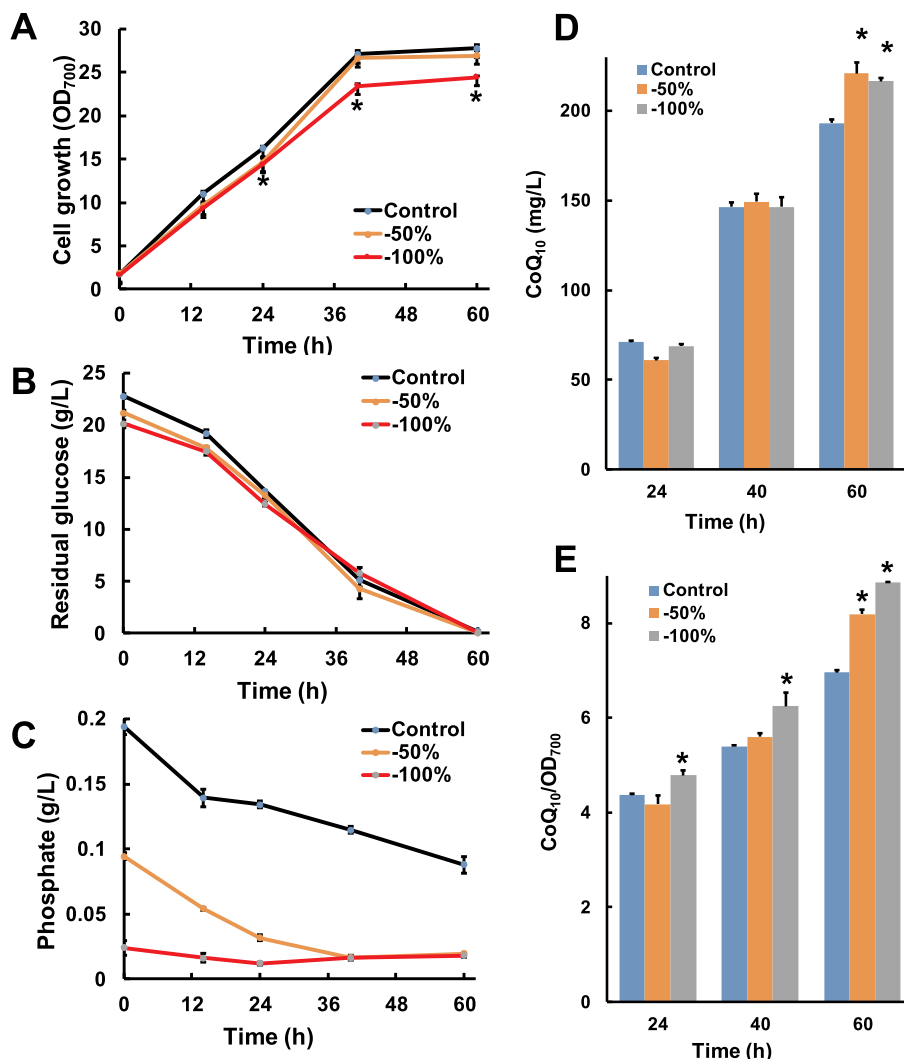 A
Cell growth (OD700)
30
25
20
15
10
5
0
*
*
*
Control
-50%
-100%
0 12 24 36 48 60
Time (h)
B
Residual glucose (g/L)
25
20
15
10
5
0
Control
-50%
-100%
0 12 24 36 48 60
Time (h)
C
Phosphate (g/L)
0.2
0.15
0.1
0.05
0
Control
-50%
-100%
0 12 24 36 48 60
Time (h)
D
CoQ10 (mg/L)
* *
Control
-50%
-100%
200
150
100
50
0
24 40 60
Time (h)
E
CoQ10/OD700
Control
-50%
-100%
*
*
*
*
8
6
4
2
0
24 40 60
Time (h)